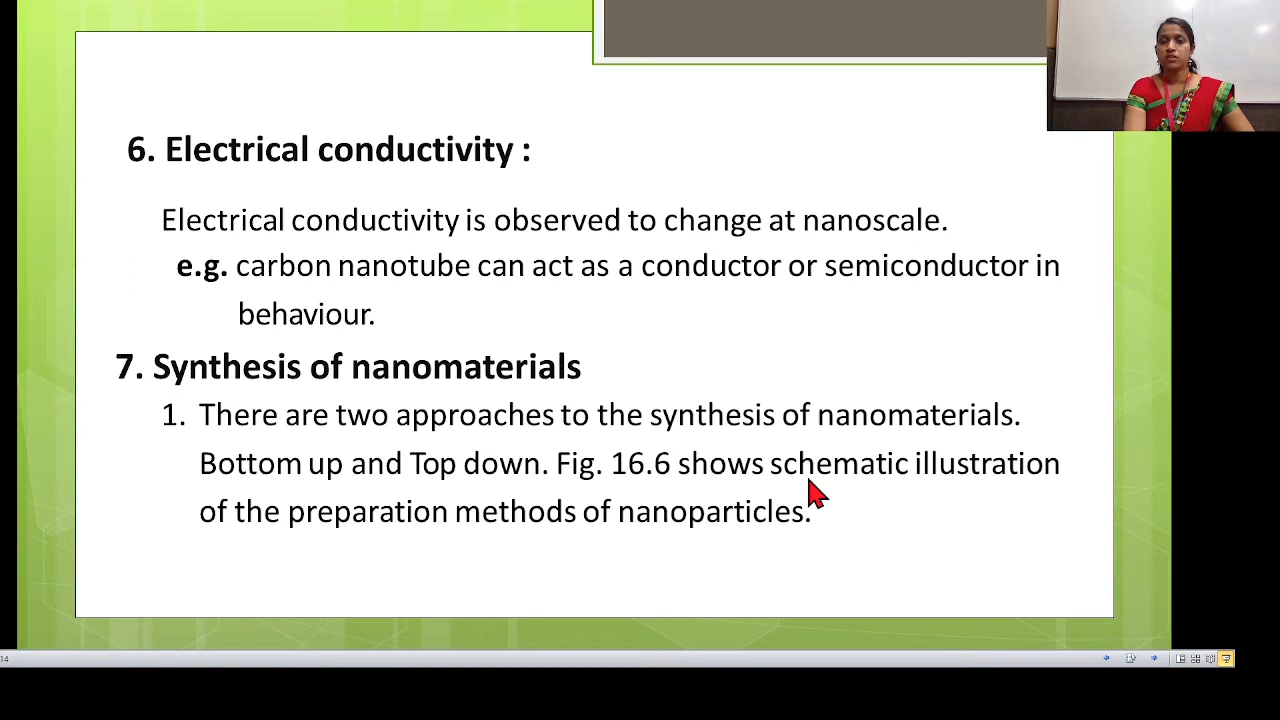 6. Electrical conductivity :
Electrical conductivity is observed to change at nanoscale.
e.g. carbon nanotube can act as a conductor or semiconductor in
behaviour.
7. Synthesis of nanomaterials
1. There are two approaches to the synthesis of nanomaterials.
Bottom up and Top down. Fig. 16.6 shows schematic illustration
of the preparation methods of nanoparticles.
14